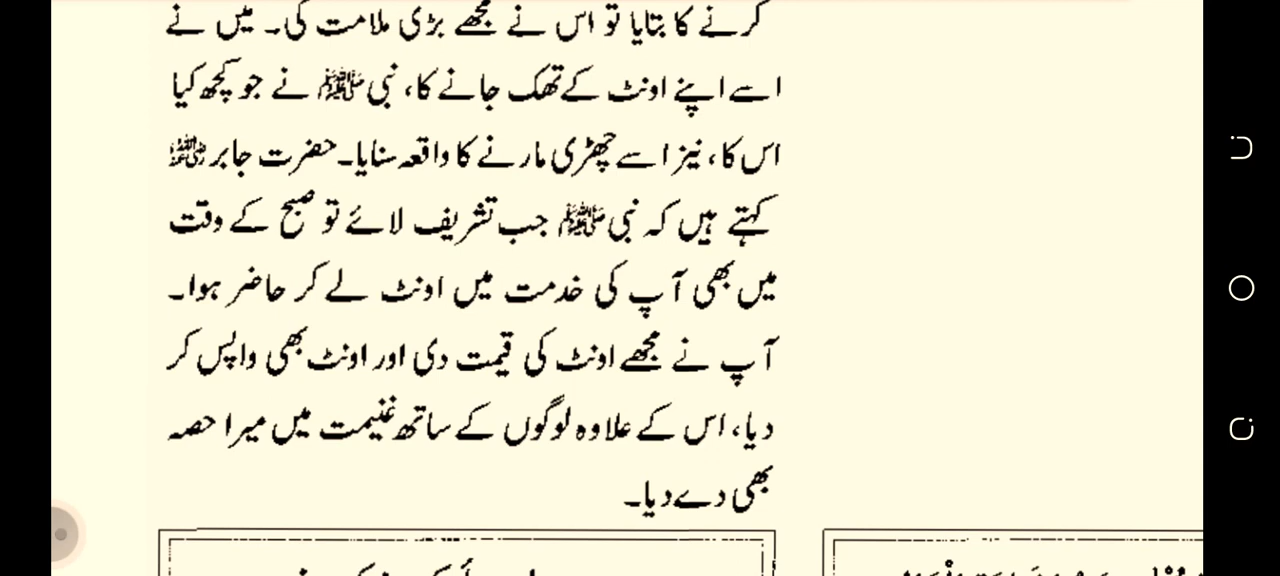 کرنے کا بتایا تو اس نے مجھے بڑی ملامت کی۔ میں نے
اسے اپنے اونٹ کے تھک جانے کا، نبی ﷺ نے جو کچھ کیا
اس کا، نیز اسے چھڑی مارنے کا واقعہ سنایا۔ حضرت جابر رضی اللہ عنہ
کہتے ہیں کہ نبی ﷺ جب تشریف لائے تو صبح کے وقت
میں بھی آپ کی خدمت میں اونٹ لے کر حاضر ہوا۔
آپ نے مجھے اونٹ کی قیمت دی اور اونٹ بھی واپس کر
دیا، اس کے علاوہ لوگوں کے ساتھ غنیمت میں میرا حصہ
بھی دے دیا۔